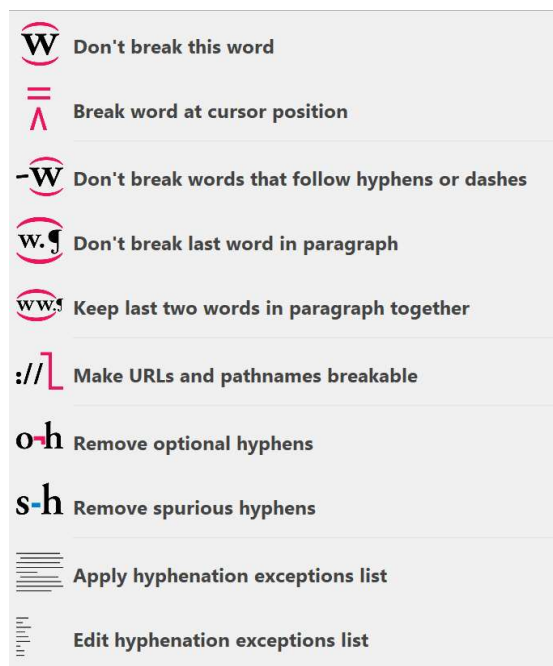 w Don't break this word
Break word at cursor position
-w Don't break words that follow hyphens or dashes
w.¶ Don't break last word in paragraph
ww.¶ Keep last two words in paragraph together
:// Make URLs and pathnames breakable
o¬h Remove optional hyphens
s-h Remove spurious hyphens
Apply hyphenation exceptions list
Edit hyphenation exceptions list